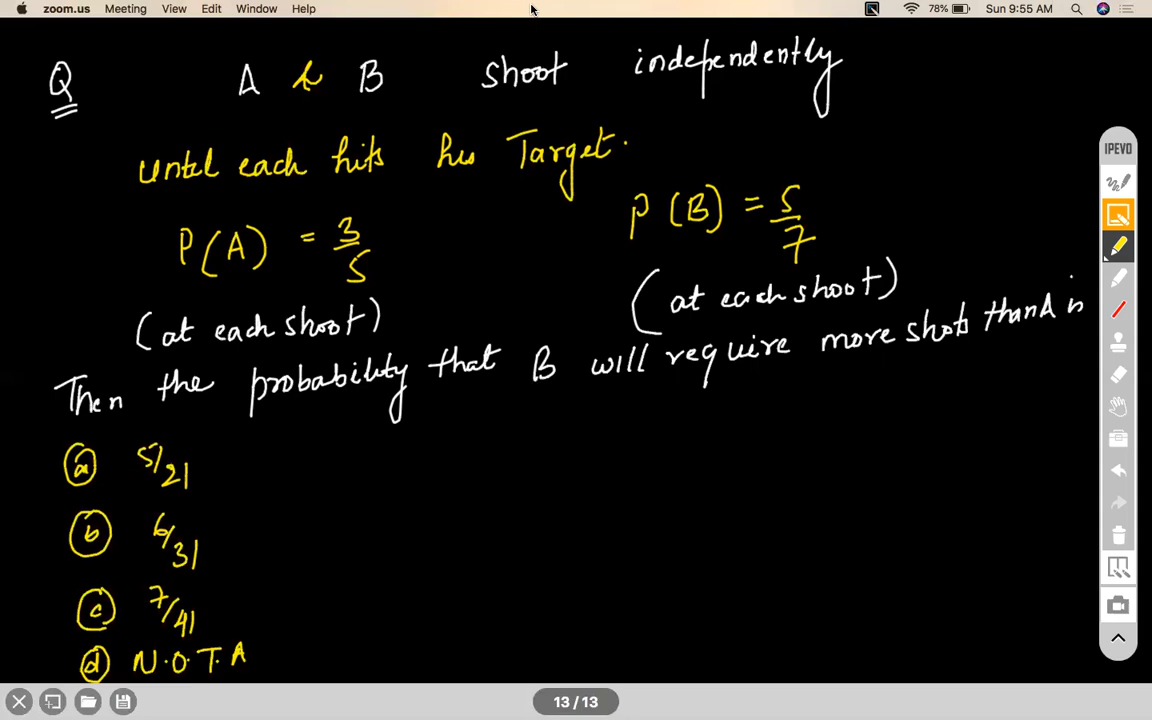 zoom.us Meeting View Edit Window Help 78% Sun 9:55 AM
Q A & B shoot independently
until each hits his Target.
P(A) = 3/5 P(B) = 5/7
(at each shoot) (at each shoot)
Then the probability that B will require more shots than A is
(a) 5/21
(b) 6/31
(c) 7/41
(d) N.O.T.A
IPEVO
13 / 13